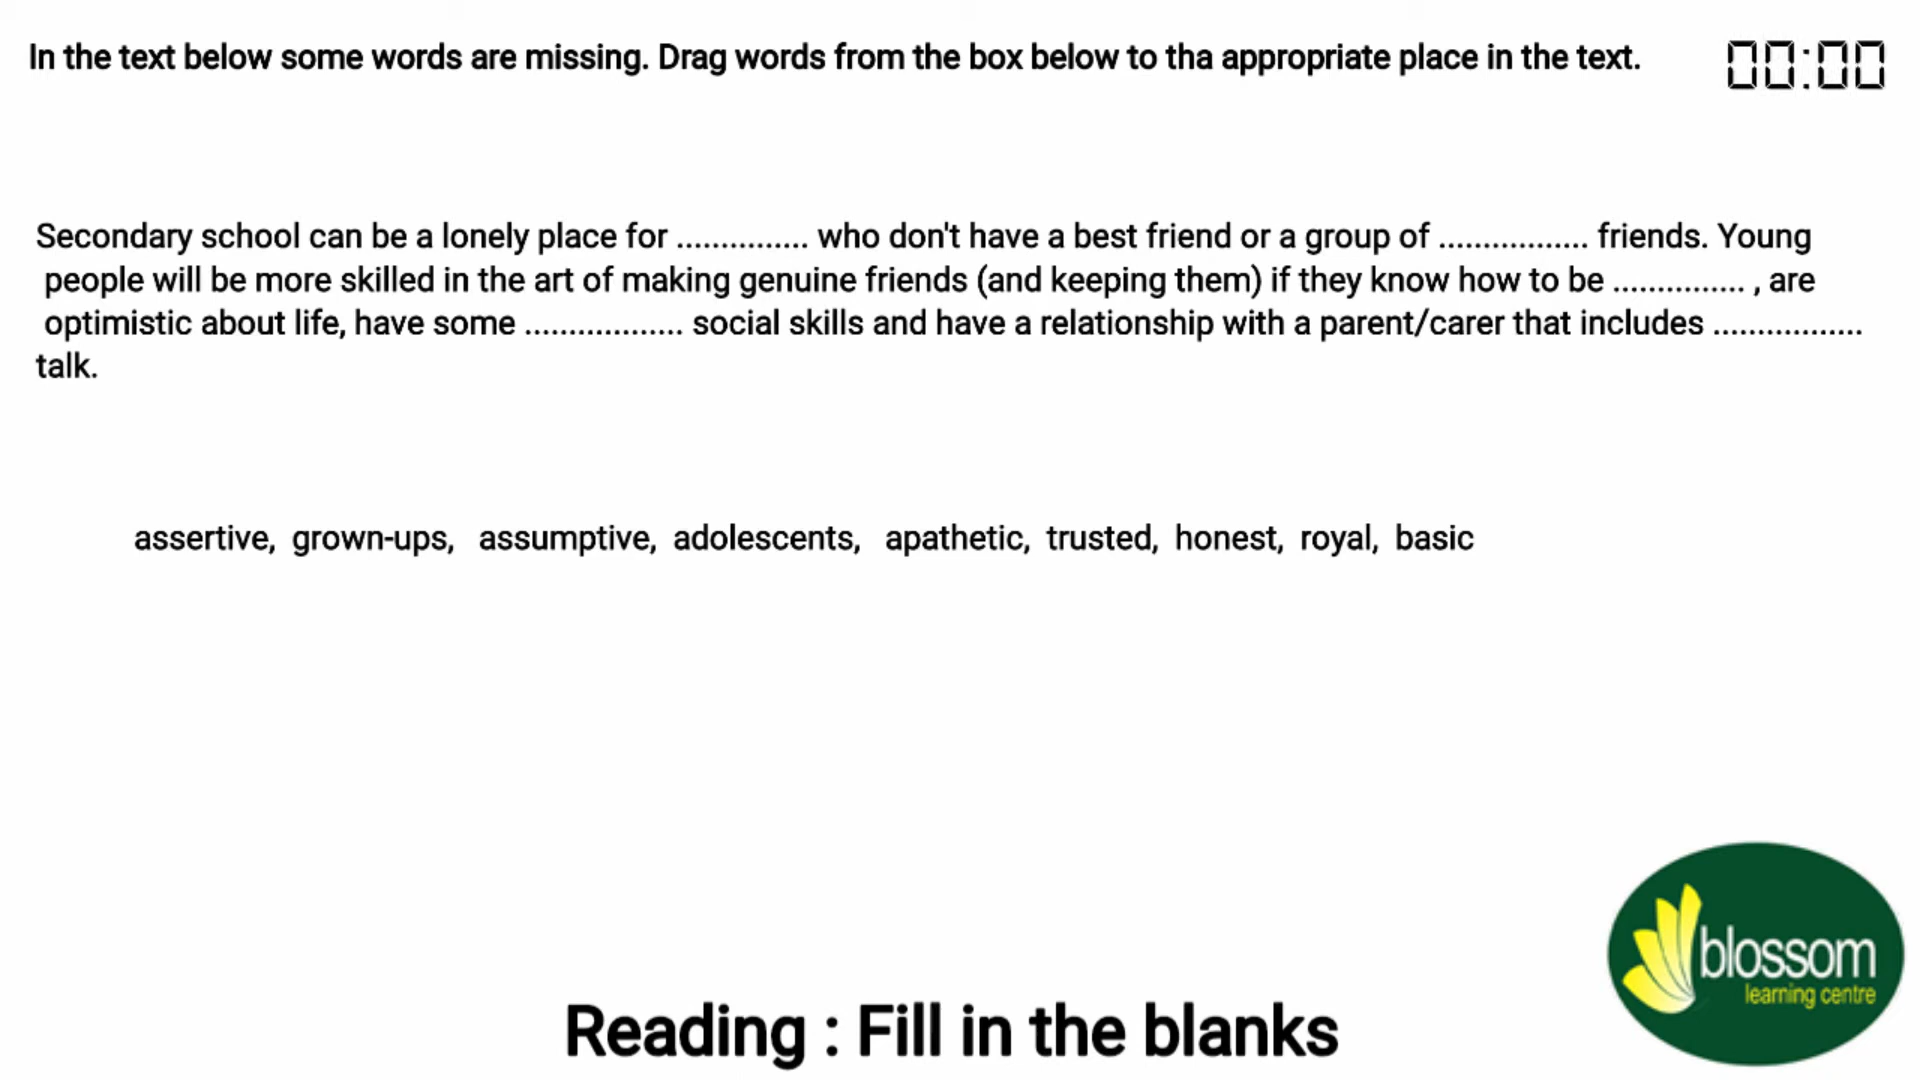 In the text below some words are missing. Drag words from the box below to tha appropriate place in the text.
00:00
Secondary school can be a lonely place for ............... who don't have a best friend or a group of ................. friends. Young
people will be more skilled in the art of making genuine friends (and keeping them) if they know how to be ............... , are
optimistic about life, have some .................. social skills and have a relationship with a parent/carer that includes .................
talk.
assertive, grown-ups, assumptive, adolescents, apathetic, trusted, honest, royal, basic
blossom
learning centre
Reading : Fill in the blanks